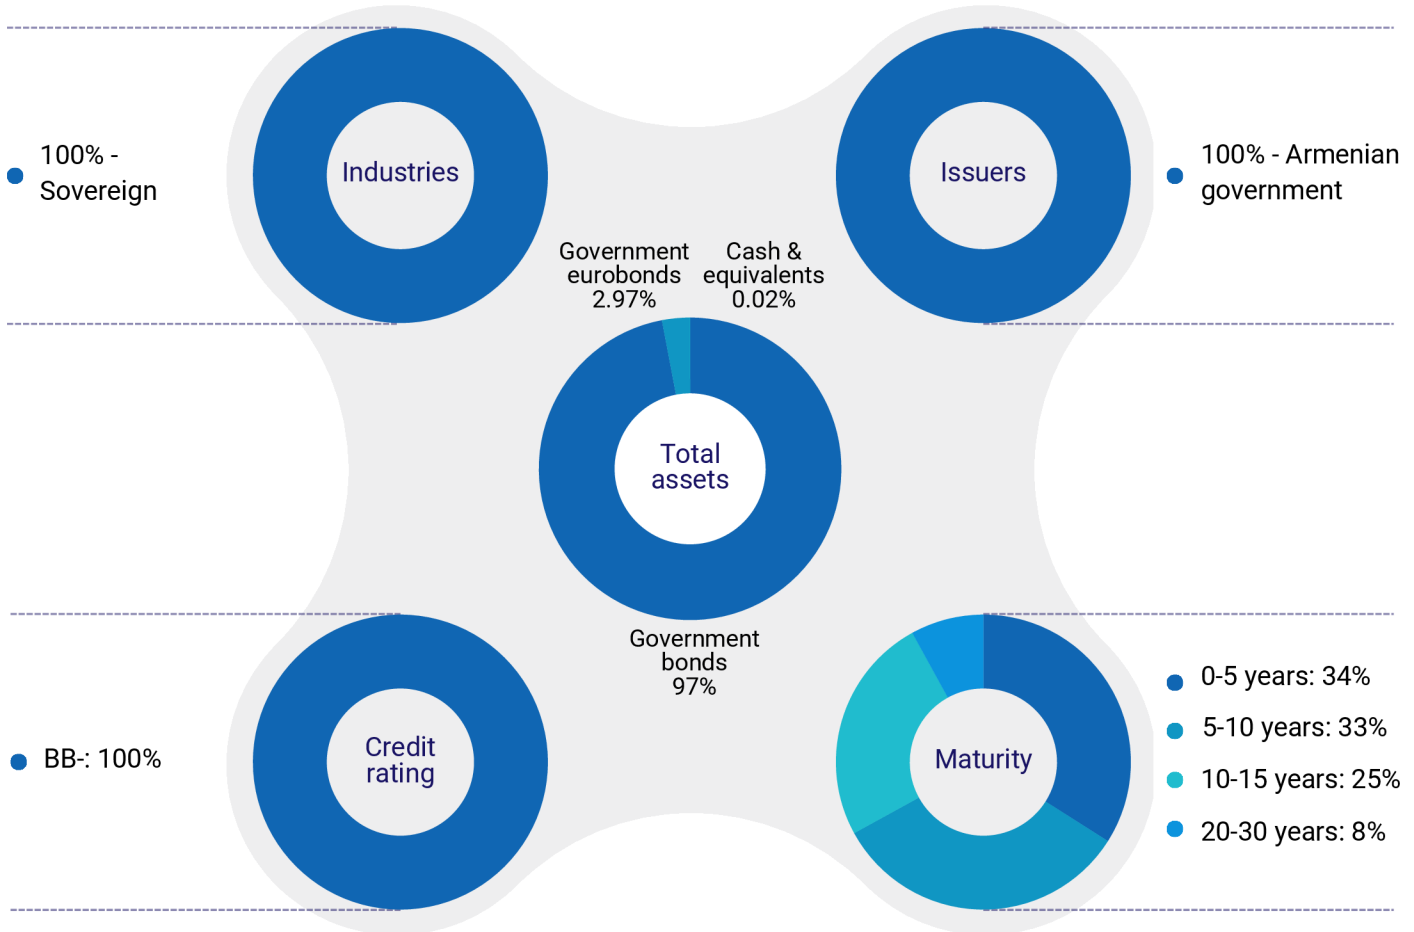 Industries
100% -
Sovereign
Issuers
100% - Armenian
government
Government
eurobonds
2.97%
Cash &
equivalents
0.02%
Total
assets
Government
bonds
97%
Credit
rating
BB-: 100%
Maturity
0-5 years: 34%
5-10 years: 33%
10-15 years: 25%
20-30 years: 8%